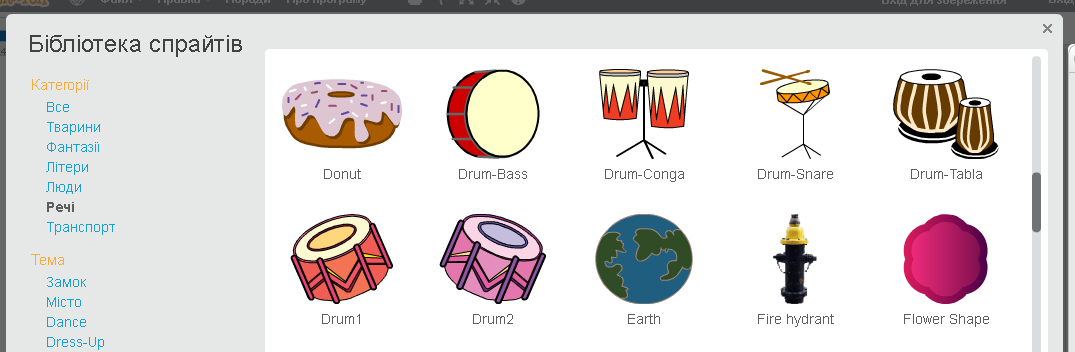 Файл Правка Поради Про програму Вхід для збереження
Бібліотека спрайтів
Категорії
Все
Тварини
Фантазії
Літери
Люди
Речі
Транспорт
Тема
Замок
Місто
Dance
Dress-Up
Donut Drum-Bass Drum-Conga Drum-Snare Drum-Tabla
Drum1 Drum2 Earth Fire hydrant Flower Shape